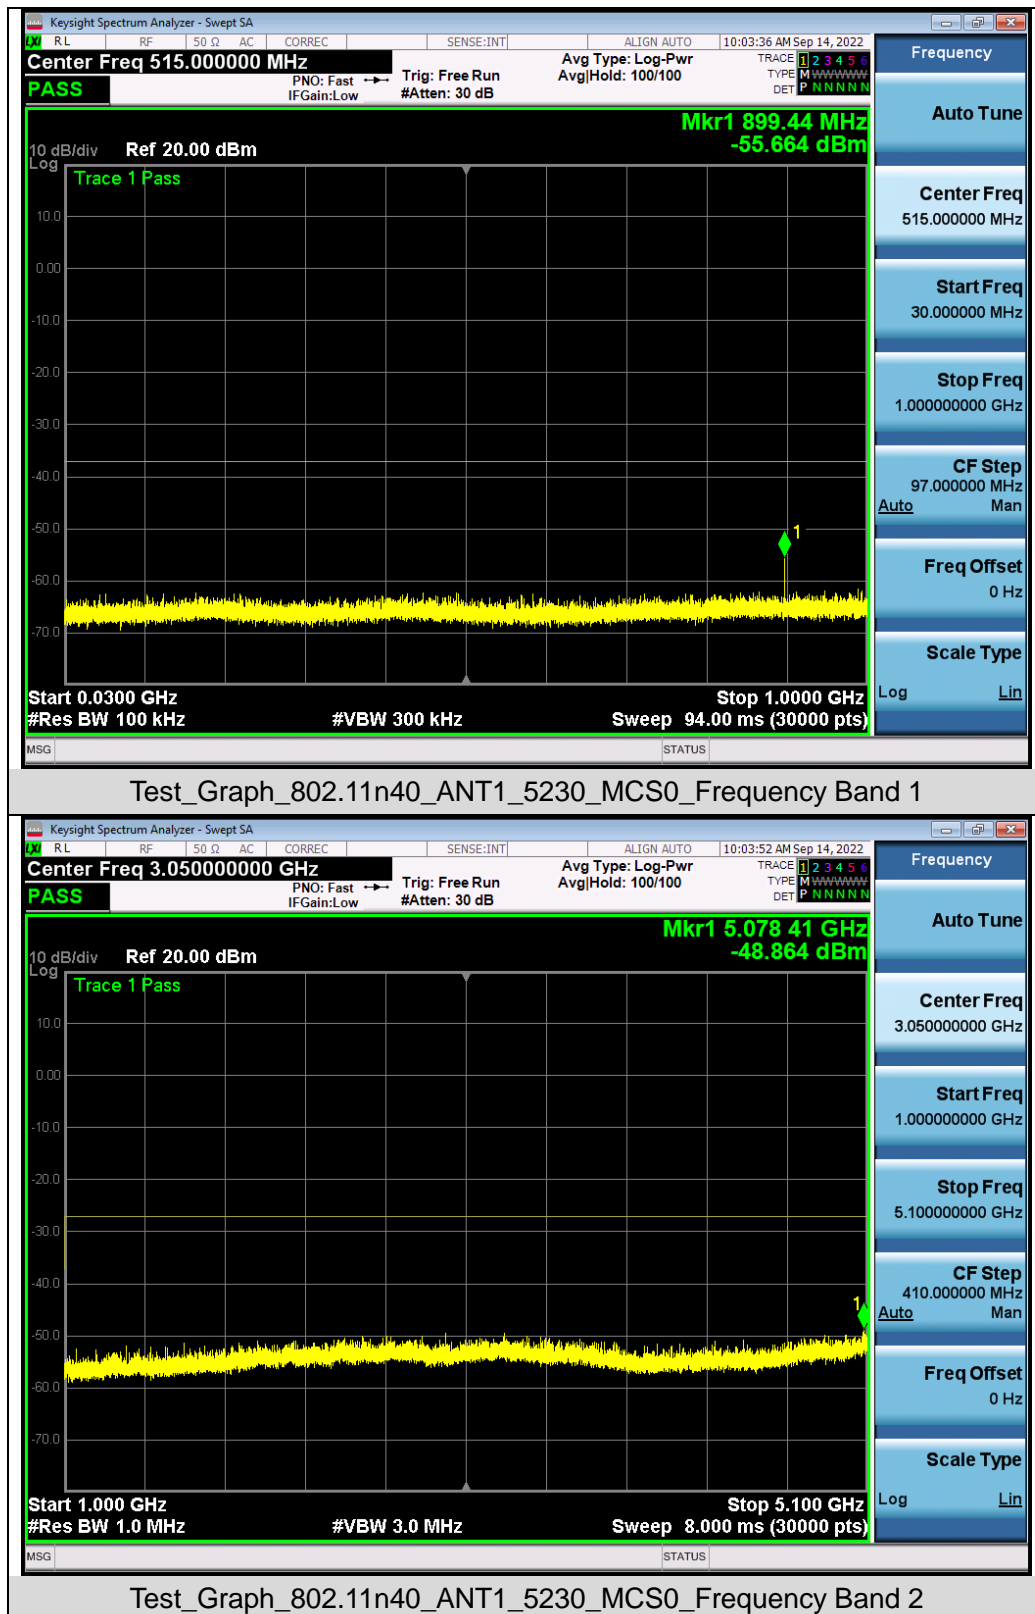 Keysight Spectrum Analyzer - Swept SA
LXI RL RF 50 Ω AC CORREC SENSE:INT ALIGN AUTO 10:03:36 AM Sep 14, 2022
Center Freq 515.000000 MHz
PASS
PNO: Fast
IFGain:Low
Trig: Free Run
#Atten: 30 dB
Avg Type: Log-Pwr
Avg|Hold: 100/100
TRACE 1 2 3 4 5 6
TYPE M WWWWW
DET P N N N N N
Mkr1 899.44 MHz
-55.664 dBm
10 dB/div Ref 20.00 dBm
Log
Trace 1 Pass
10.0
0.00
-10.0
-20.0
-30.0
-40.0
-50.0
1
-60.0
-70.0
Start 0.0300 GHz Stop 1.0000 GHz
#Res BW 100 kHz #VBW 300 kHz Sweep 94.00 ms (30000 pts)
MSG STATUS
Frequency
Auto Tune
Center Freq
515.000000 MHz
Start Freq
30.000000 MHz
Stop Freq
1.000000000 GHz
CF Step
97.000000 MHz
Auto Man
Freq Offset
0 Hz
Scale Type
Log Lin
Test_Graph_802.11n40_ANT1_5230_MCS0_Frequency Band 1
Keysight Spectrum Analyzer - Swept SA
LXI RL RF 50 Ω AC CORREC SENSE:INT ALIGN AUTO 10:03:52 AM Sep 14, 2022
Center Freq 3.050000000 GHz
PASS
PNO: Fast
IFGain:Low
Trig: Free Run
#Atten: 30 dB
Avg Type: Log-Pwr
Avg|Hold: 100/100
TRACE 1 2 3 4 5 6
TYPE M WWWWW
DET P N N N N N
Mkr1 5.078 41 GHz
-48.864 dBm
10 dB/div Ref 20.00 dBm
Log
Trace 1 Pass
10.0
0.00
-10.0
-20.0
-30.0
-40.0
1
-50.0
-60.0
-70.0
Start 1.000 GHz Stop 5.100 GHz
#Res BW 1.0 MHz #VBW 3.0 MHz Sweep 8.000 ms (30000 pts)
MSG STATUS
Frequency
Auto Tune
Center Freq
3.050000000 GHz
Start Freq
1.000000000 GHz
Stop Freq
5.100000000 GHz
CF Step
410.000000 MHz
Auto Man
Freq Offset
0 Hz
Scale Type
Log Lin
Test_Graph_802.11n40_ANT1_5230_MCS0_Frequency Band 2